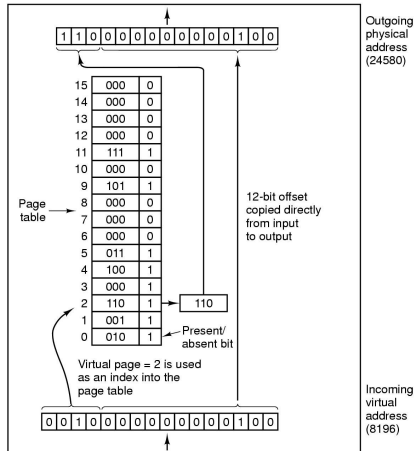 1 1 0 0 0 0 0 0 0 0 0 0 1 0 0
Outgoing
physical
address
(24580)
15 000 0
14 000 0
13 000 0
12 000 0
11 111 1
10 000 0
9 101 1
8 000 0
7 000 0
6 000 0
5 011 1
4 100 1
3 000 1
2 110 1
1 001 1
0 010 1
Page
table
110
12-bit offset
copied directly
from input
to output
Present/
absent bit
Virtual page = 2 is used
as an index into the
page table
0 0 1 0 0 0 0 0 0 0 0 0 0 1 0 0
Incoming
virtual
address
(8196)